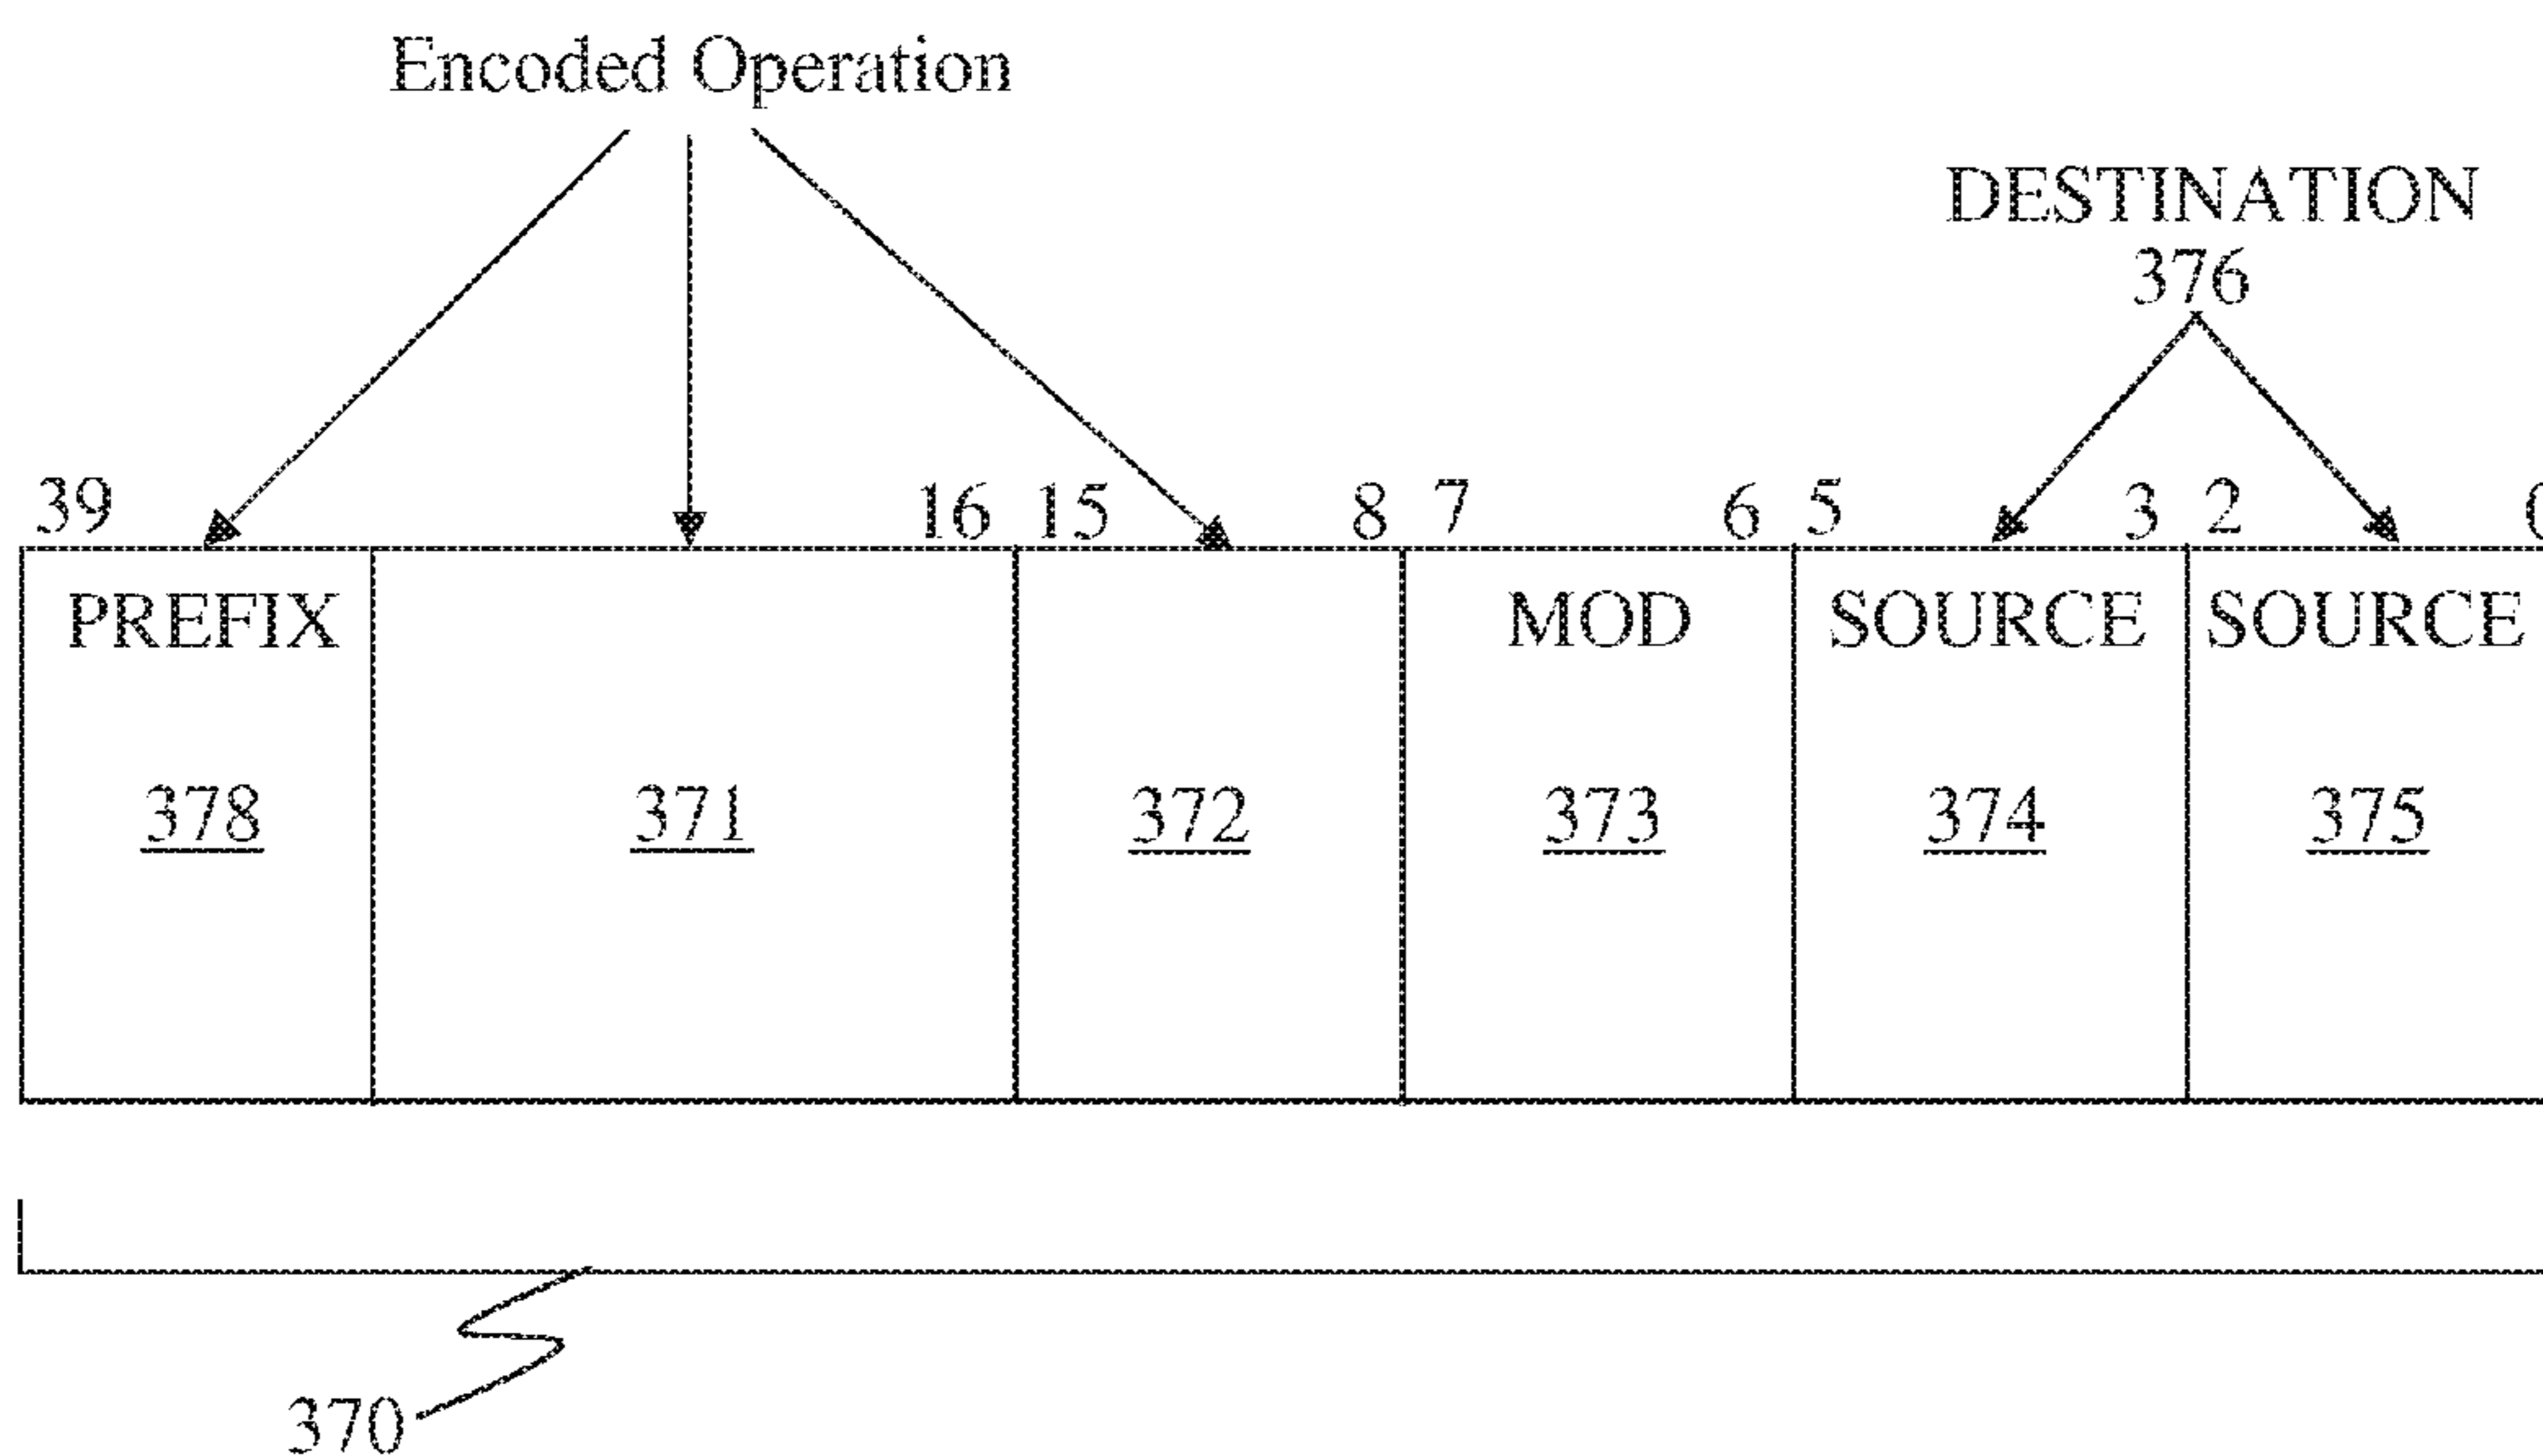 Encoded Operation
DESTINATION
376
39 16 15 8 7 6 5 3 2 0
PREFIX MOD SOURCE SOURCE
378 371 372 373 374 375
370